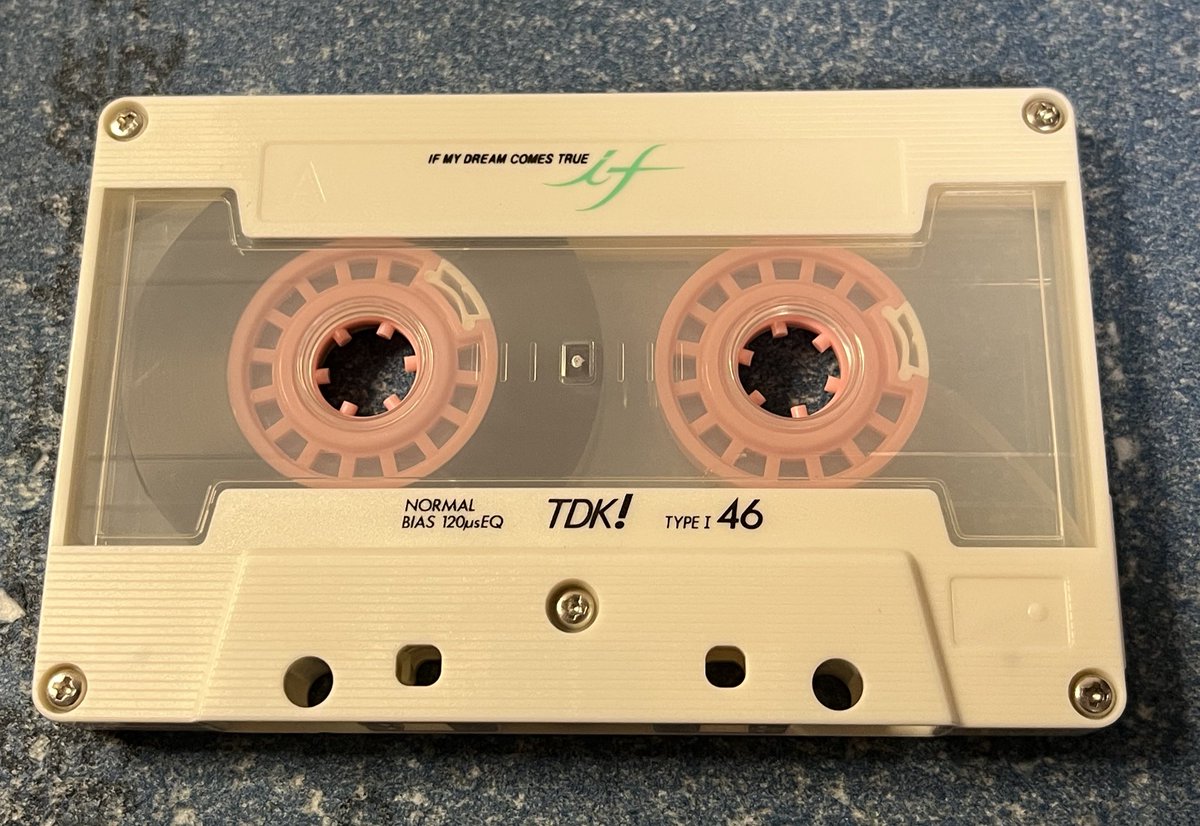 IF MY DREAM COMES TRUE if
A
NORMAL
BIAS 120µsEQ
TDK!
TYPE I 46